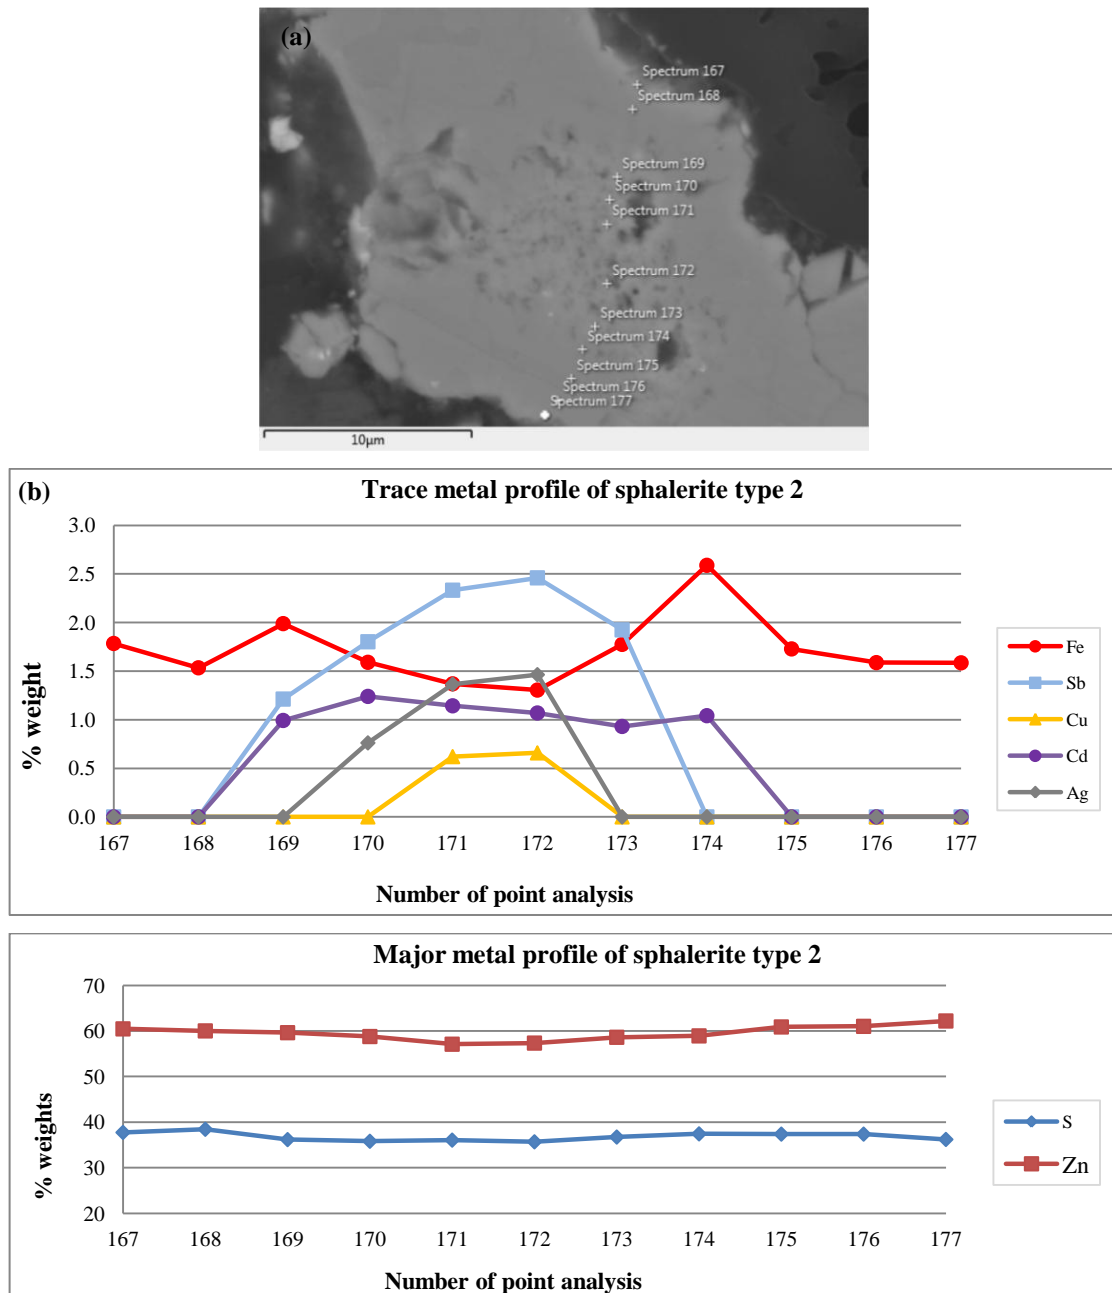 (a)
Spectrum 167
Spectrum 168
Spectrum 169
Spectrum 170
Spectrum 171
Spectrum 172
Spectrum 173
Spectrum 174
Spectrum 175
Spectrum 176
Spectrum 177
10µm
(b)
Trace metal profile of sphalerite type 2
% weight
3.0
2.5
2.0
1.5
1.0
0.5
0.0
167 168 169 170 171 172 173 174 175 176 177
Number of point analysis
Fe
Sb
Cu
Cd
Ag
Major metal profile of sphalerite type 2
% weights
70
60
50
40
30
20
167 168 169 170 171 172 173 174 175 176 177
Number of point analysis
S
Zn